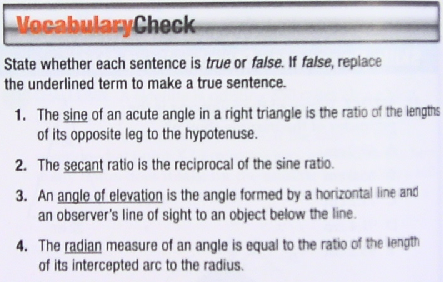 VocabularyCheck
State whether each sentence is true or false. If false, replace
the underlined term to make a true sentence.
1. The sine of an acute angle in a right triangle is the ratio of the lengths
of its opposite leg to the hypotenuse.
2. The secant ratio is the reciprocal of the sine ratio.
3. An angle of elevation is the angle formed by a horizontal line and
an observer's line of sight to an object below the line.
4. The radian measure of an angle is equal to the ratio of the length
of its intercepted arc to the radius.